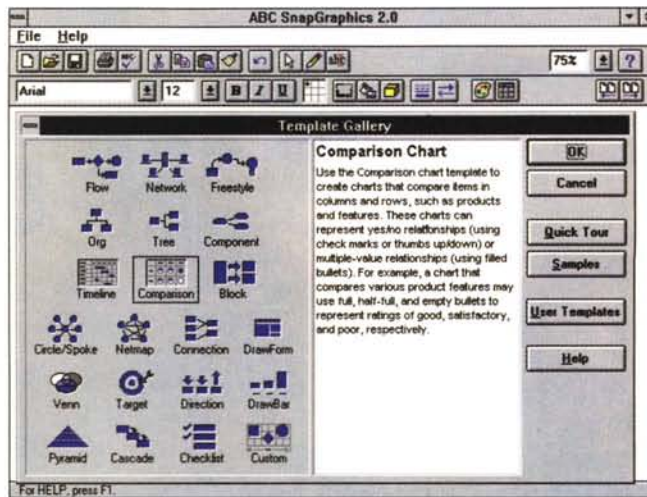 ABC SnapGraphics 2.0
File Help
75%
Arial 12 B I U
Template Gallery
Flow Network Freestyle
Org Tree Component
Timeline Comparison Block
Circle/Spoke Netmap Connection DrawForm
Venn Target Direction DrawBar
Pyramid Cascade Checklist Custom
Comparison Chart
Use the Comparison chart template to
create charts that compare items in
columns and rows, such as products
and features. These charts can
represent yes/no relationships (using
check marks or thumbs up/down) or
multiple-value relationships (using filled
bullets). For example, a chart that
compares various product features may
use full, half-full, and empty bullets to
represent ratings of good, satisfactory,
and poor, respectively.
OK
Cancel
Quick Tour
Samples
User Templates
Help
For HELP, press F1.